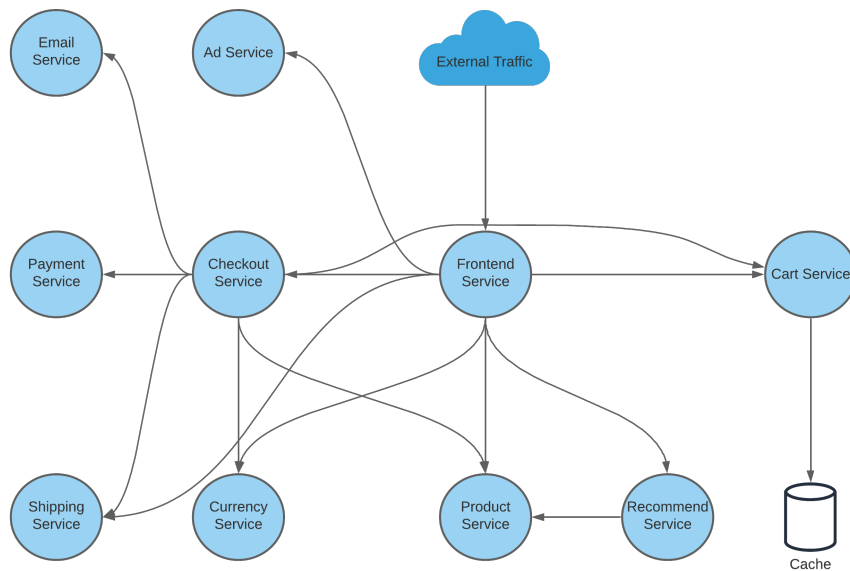 Email
Service
Ad Service
External Traffic
Payment
Service
Checkout
Service
Frontend
Service
Cart Service
Shipping
Service
Currency
Service
Product
Service
Recommend
Service
Cache